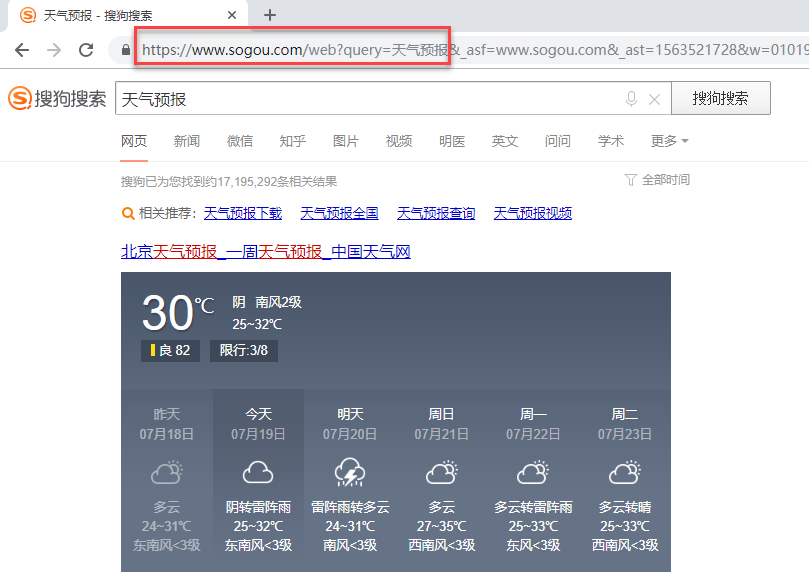 天气预报 - 搜狗搜索
https://www.sogou.com/web?query=天气预报&_asf=www.sogou.com&_ast=1563521728&w=01019
搜狗搜索 天气预报 搜狗搜索
网页 新闻 微信 知乎 图片 视频 明医 英文 问问 学术 更多
搜狗已为您找到约17,195,292条相关结果 全部时间
相关推荐: 天气预报下载 天气预报全国 天气预报查询 天气预报视频
北京天气预报_一周天气预报_中国天气网
30℃ 阴 南风2级
25~32℃
良 82 限行:3/8
昨天 今天 明天 周日 周一 周二
07月18日 07月19日 07月20日 07月21日 07月22日 07月23日
多云 阴转雷阵雨 雷阵雨转多云 多云 多云转雷阵雨 多云转晴
24~31℃ 25~32℃ 24~31℃ 27~35℃ 25~33℃ 25~33℃
东南风<3级 东南风<3级 南风<3级 西南风<3级 东风<3级 西南风<3级